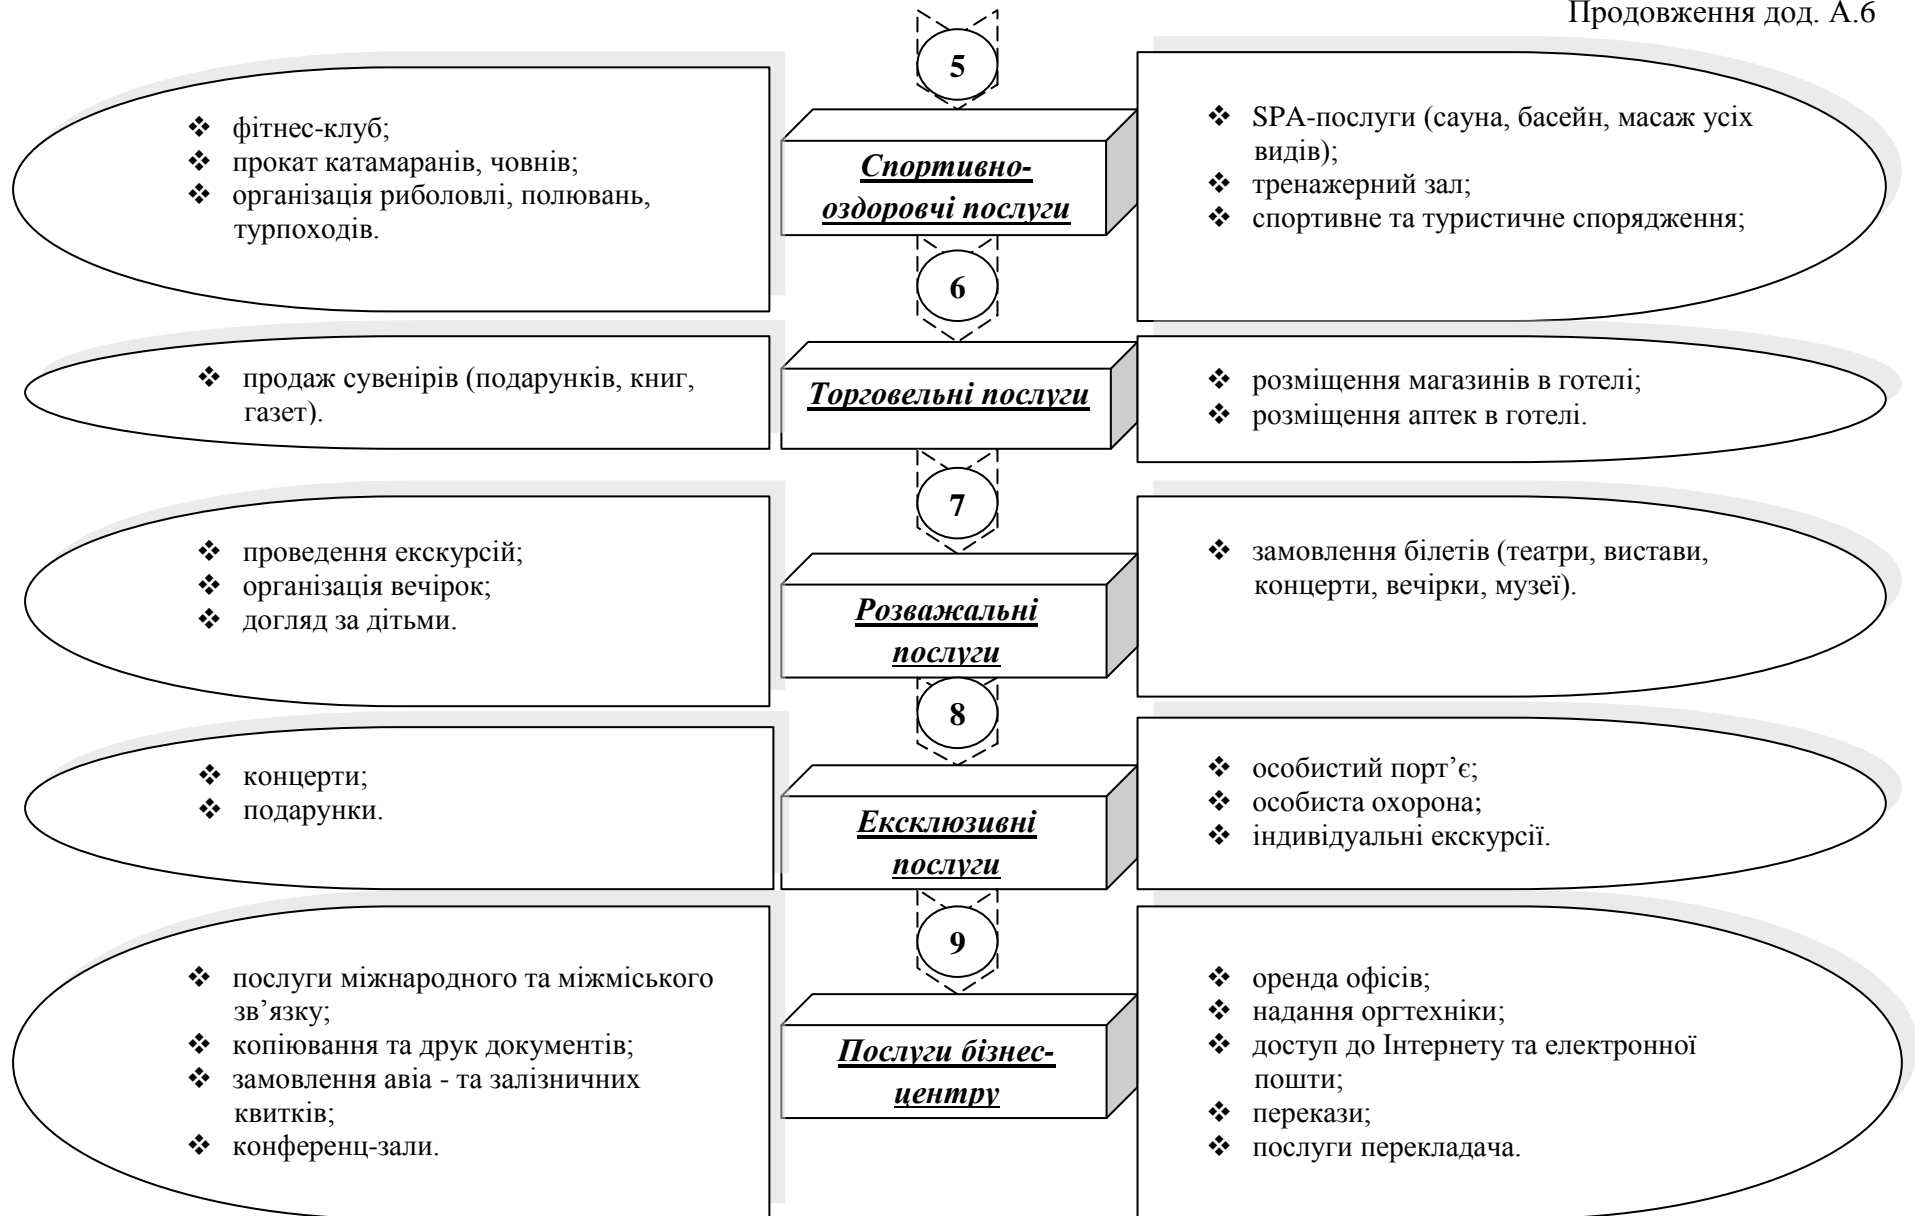 Продовження дод. А.6
5
❖ фітнес-клуб;
❖ прокат катамаранів, човнів;
❖ організація риболовлі, полювань,
турпоходів.
Спортивно-
оздоровчі послуги
❖ SPA-послуги (сауна, басейн, масаж усіх
видів);
❖ тренажерний зал;
❖ спортивне та туристичне спорядження;
6
❖ продаж сувенірів (подарунків, книг,
газет).
Торговельні послуги
❖ розміщення магазинів в готелі;
❖ розміщення аптек в готелі.
7
❖ проведення екскурсій;
❖ організація вечірок;
❖ догляд за дітьми.
Розважальні
послуги
❖ замовлення білетів (театри, вистави,
концерти, вечірки, музеї).
8
❖ концерти;
❖ подарунки.
Ексклюзивні
послуги
❖ особистий порт’є;
❖ особиста охорона;
❖ індивідуальні екскурсії.
9
❖ послуги міжнародного та міжміського
зв’язку;
❖ копіювання та друк документів;
❖ замовлення авіа - та залізничних
квитків;
❖ конференц-зали.
Послуги бізнес-
центру
❖ оренда офісів;
❖ надання оргтехніки;
❖ доступ до Інтернету та електронної
пошти;
❖ перекази;
❖ послуги перекладача.